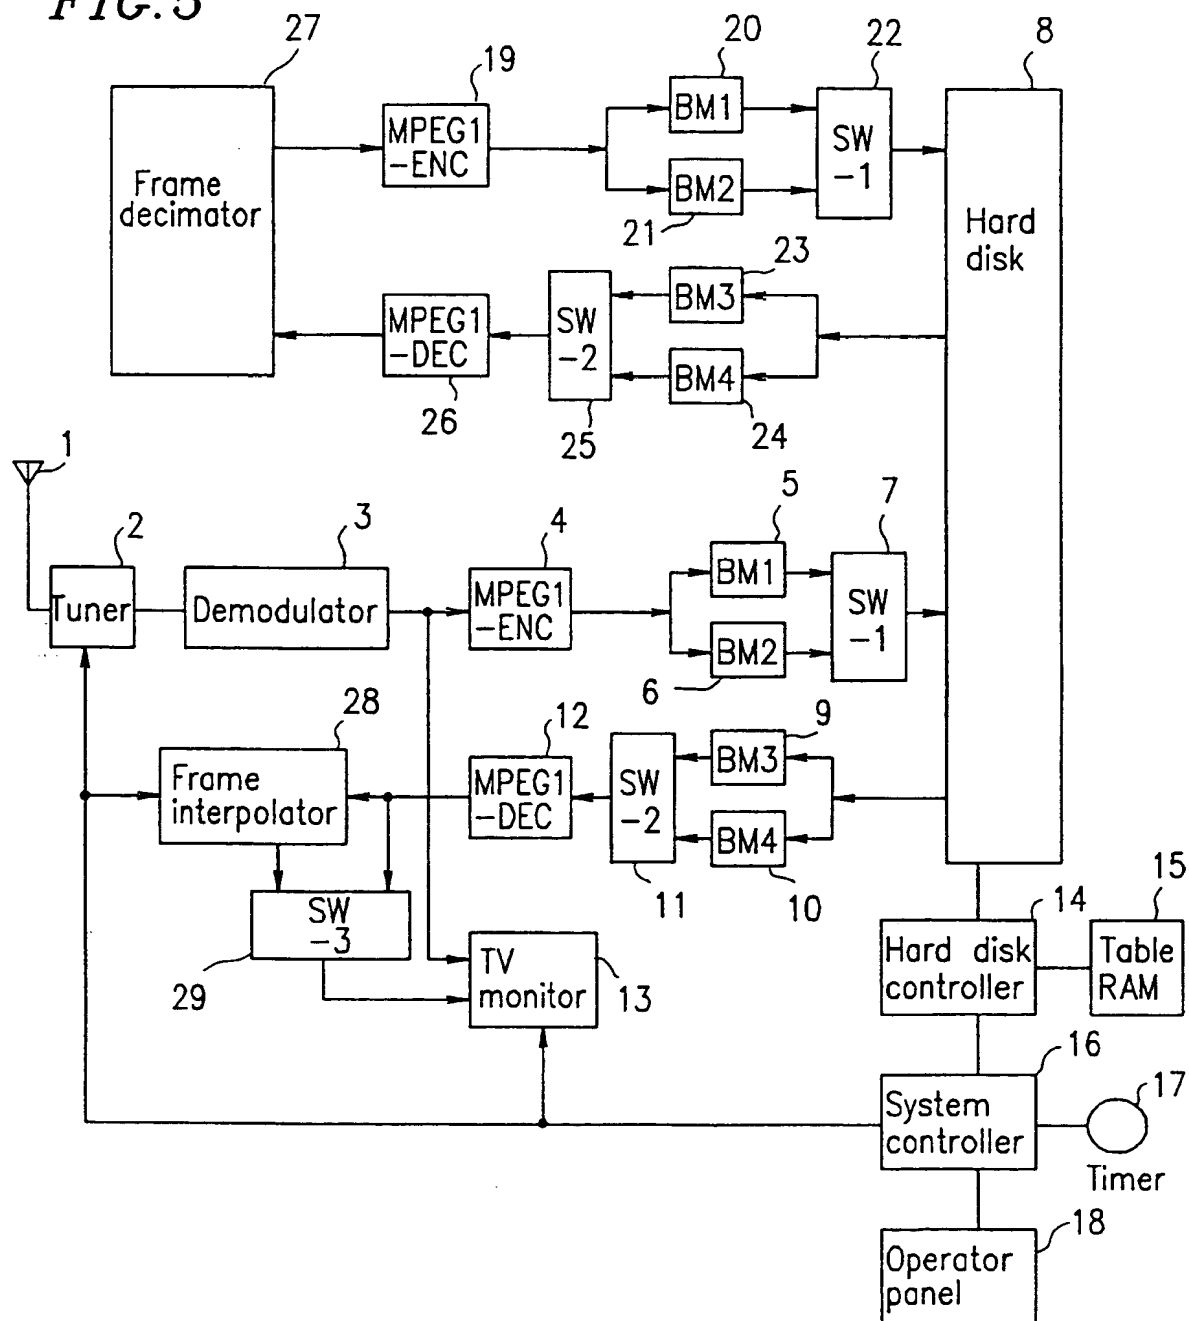 FIG. 5
27
19
20
22
8
MPEG1
-ENC
BM1
SW
-1
Frame
decimator
BM2
21
Hard
disk
23
MPEG1
-DEC
SW
-2
BM3
BM4
26
25
24
1
2
3
4
5
7
Tuner
Demodulator
MPEG1
-ENC
BM1
SW
-1
BM2
6
28
12
9
Frame
interpolator
MPEG1
-DEC
SW
-2
BM3
BM4
11
10
15
14
SW
-3
29
TV
monitor
13
Hard disk
controller
Table
RAM
16
17
System
controller
Timer
18
Operator
panel